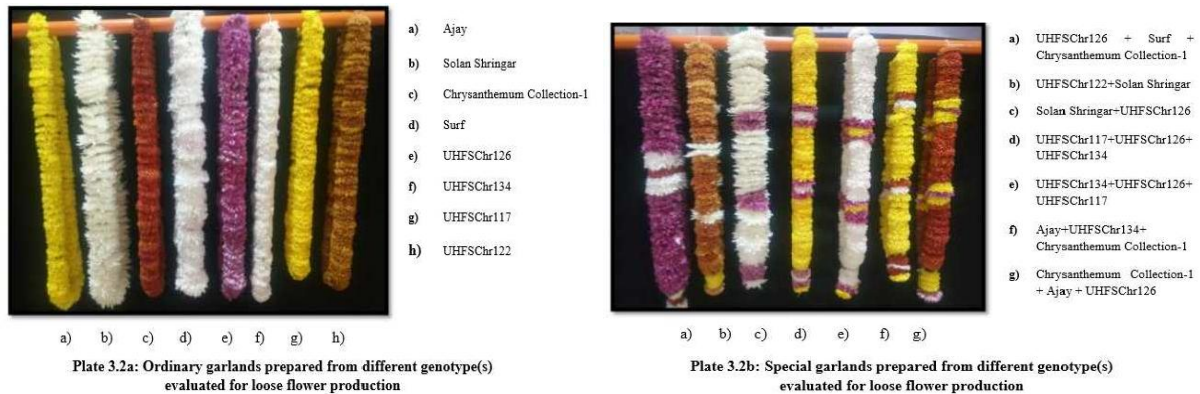 a) Ajay
b) Solan Shringar
c) Chrysanthemum Collection-1
d) Surf
e) UHFSChr126
f) UHFSChr134
g) UHFSChr117
h) UHFSChr122
a) b) c) d) e) f) g) h)
Plate 3.2a: Ordinary garlands prepared from different genotype(s)
evaluated for loose flower production
a) UHFSChr126 + Surf +
Chrysanthemum Collection-1
b) UHFSChr122+Solan Shringar
c) Solan Shringar+UHFSChr126
d) UHFSChr117+UHFSChr126+
UHFSChr134
e) UHFSChr134+UHFSChr126+
UHFSChr117
f) Ajay+UHFSChr134+
Chrysanthemum Collection-1
g) Chrysanthemum Collection-1
+ Ajay + UHFSChr126
a) b) c) d) e) f) g)
Plate 3.2b: Special garlands prepared from different genotype(s)
evaluated for loose flower production